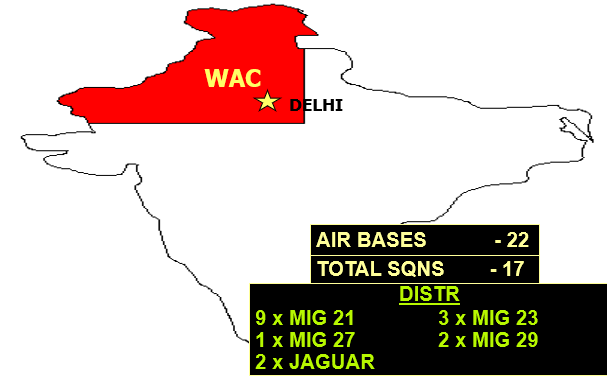 WAC
DELHI
AIR BASES - 22
TOTAL SQNS - 17
DISTR
9 x MIG 21 3 x MIG 23
1 x MIG 27 2 x MIG 29
2 x JAGUAR